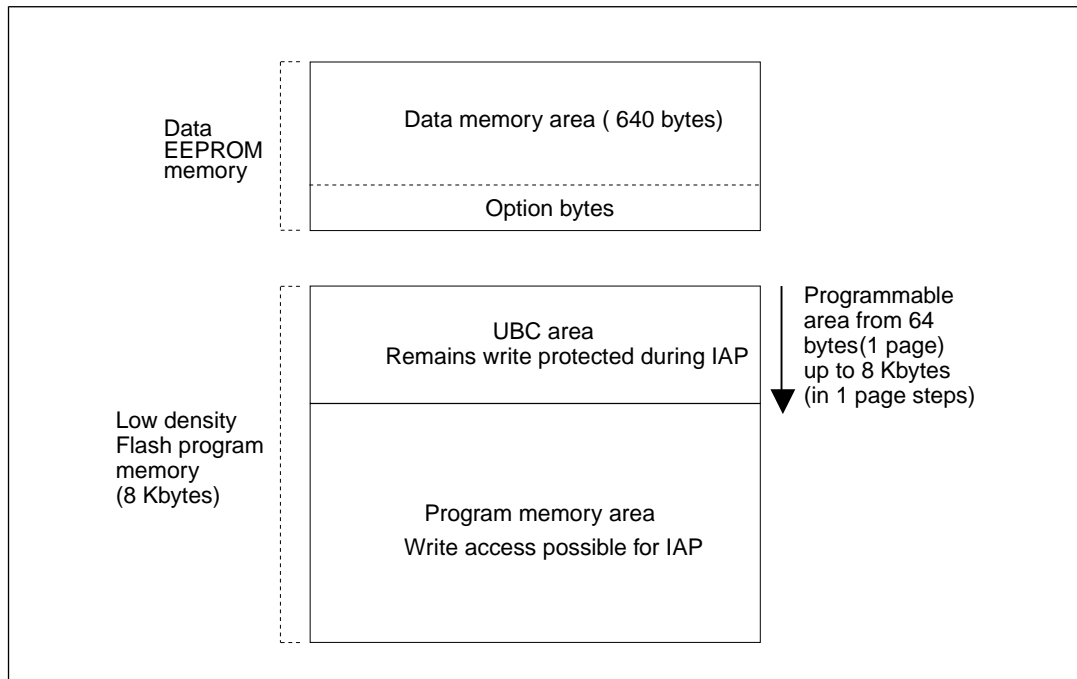 Data
EEPROM
memory
Data memory area ( 640 bytes)
Option bytes
Low density
Flash program
memory
(8 Kbytes)
UBC area
Remains write protected during IAP
Program memory area
Write access possible for IAP
Programmable
area from 64
bytes(1 page)
up to 8 Kbytes
(in 1 page steps)